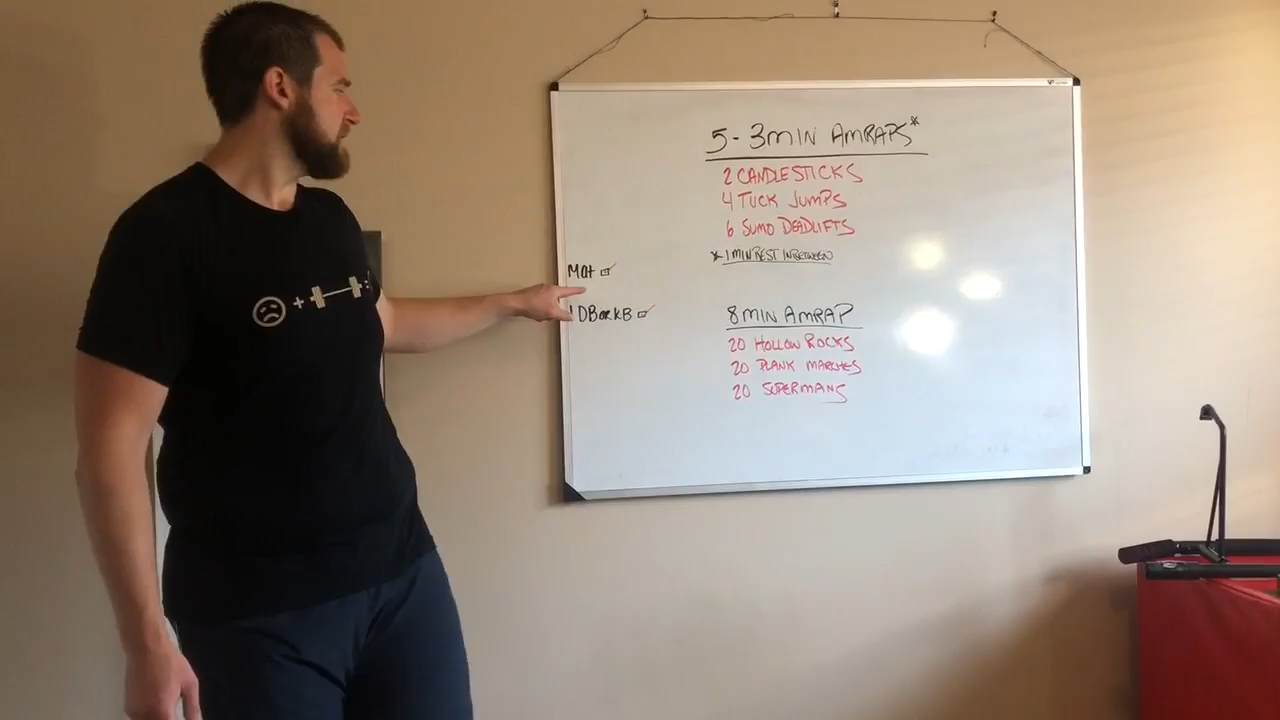 5 - 3MIN AMRAPS*
2 CANDLESTICKS
4 TUCK JUMPS
6 SUMO DEADLIFTS
* 1 MIN REST INBETWEEN
Mat
1 DB or KB
8 MIN AMRAP
20 HOLLOW ROCKS
20 PLANK MARCHES
20 SUPERMANS